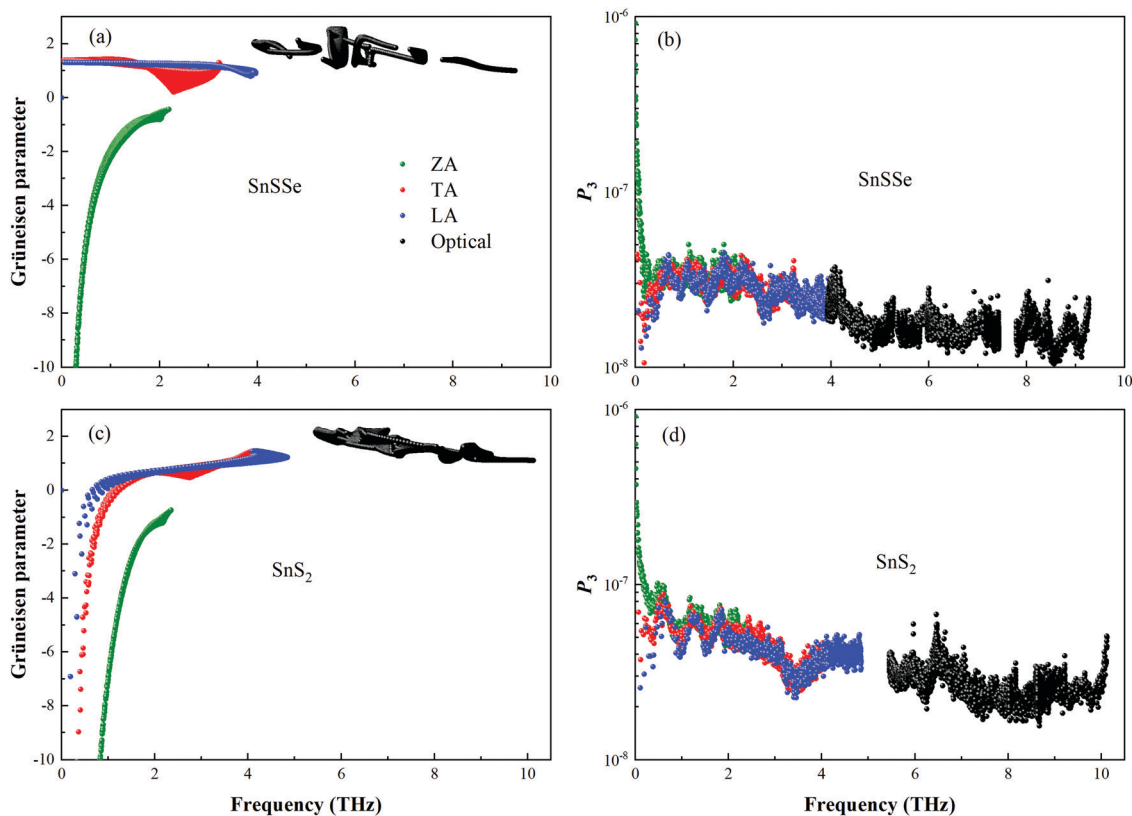 (a)
Grüneisen parameter
2
0
-2
-4
-6
-8
-10
0
2
4
6
8
10
SnSSe
ZA
TA
LA
Optical
(b)
P₃
10⁻⁶
10⁻⁷
10⁻⁸
0
2
4
6
8
10
SnSSe
(c)
Grüneisen parameter
2
0
-2
-4
-6
-8
-10
0
2
4
6
8
10
SnS₂
Frequency (THz)
(d)
P₃
10⁻⁶
10⁻⁷
10⁻⁸
0
2
4
6
8
10
SnS₂
Frequency (THz)